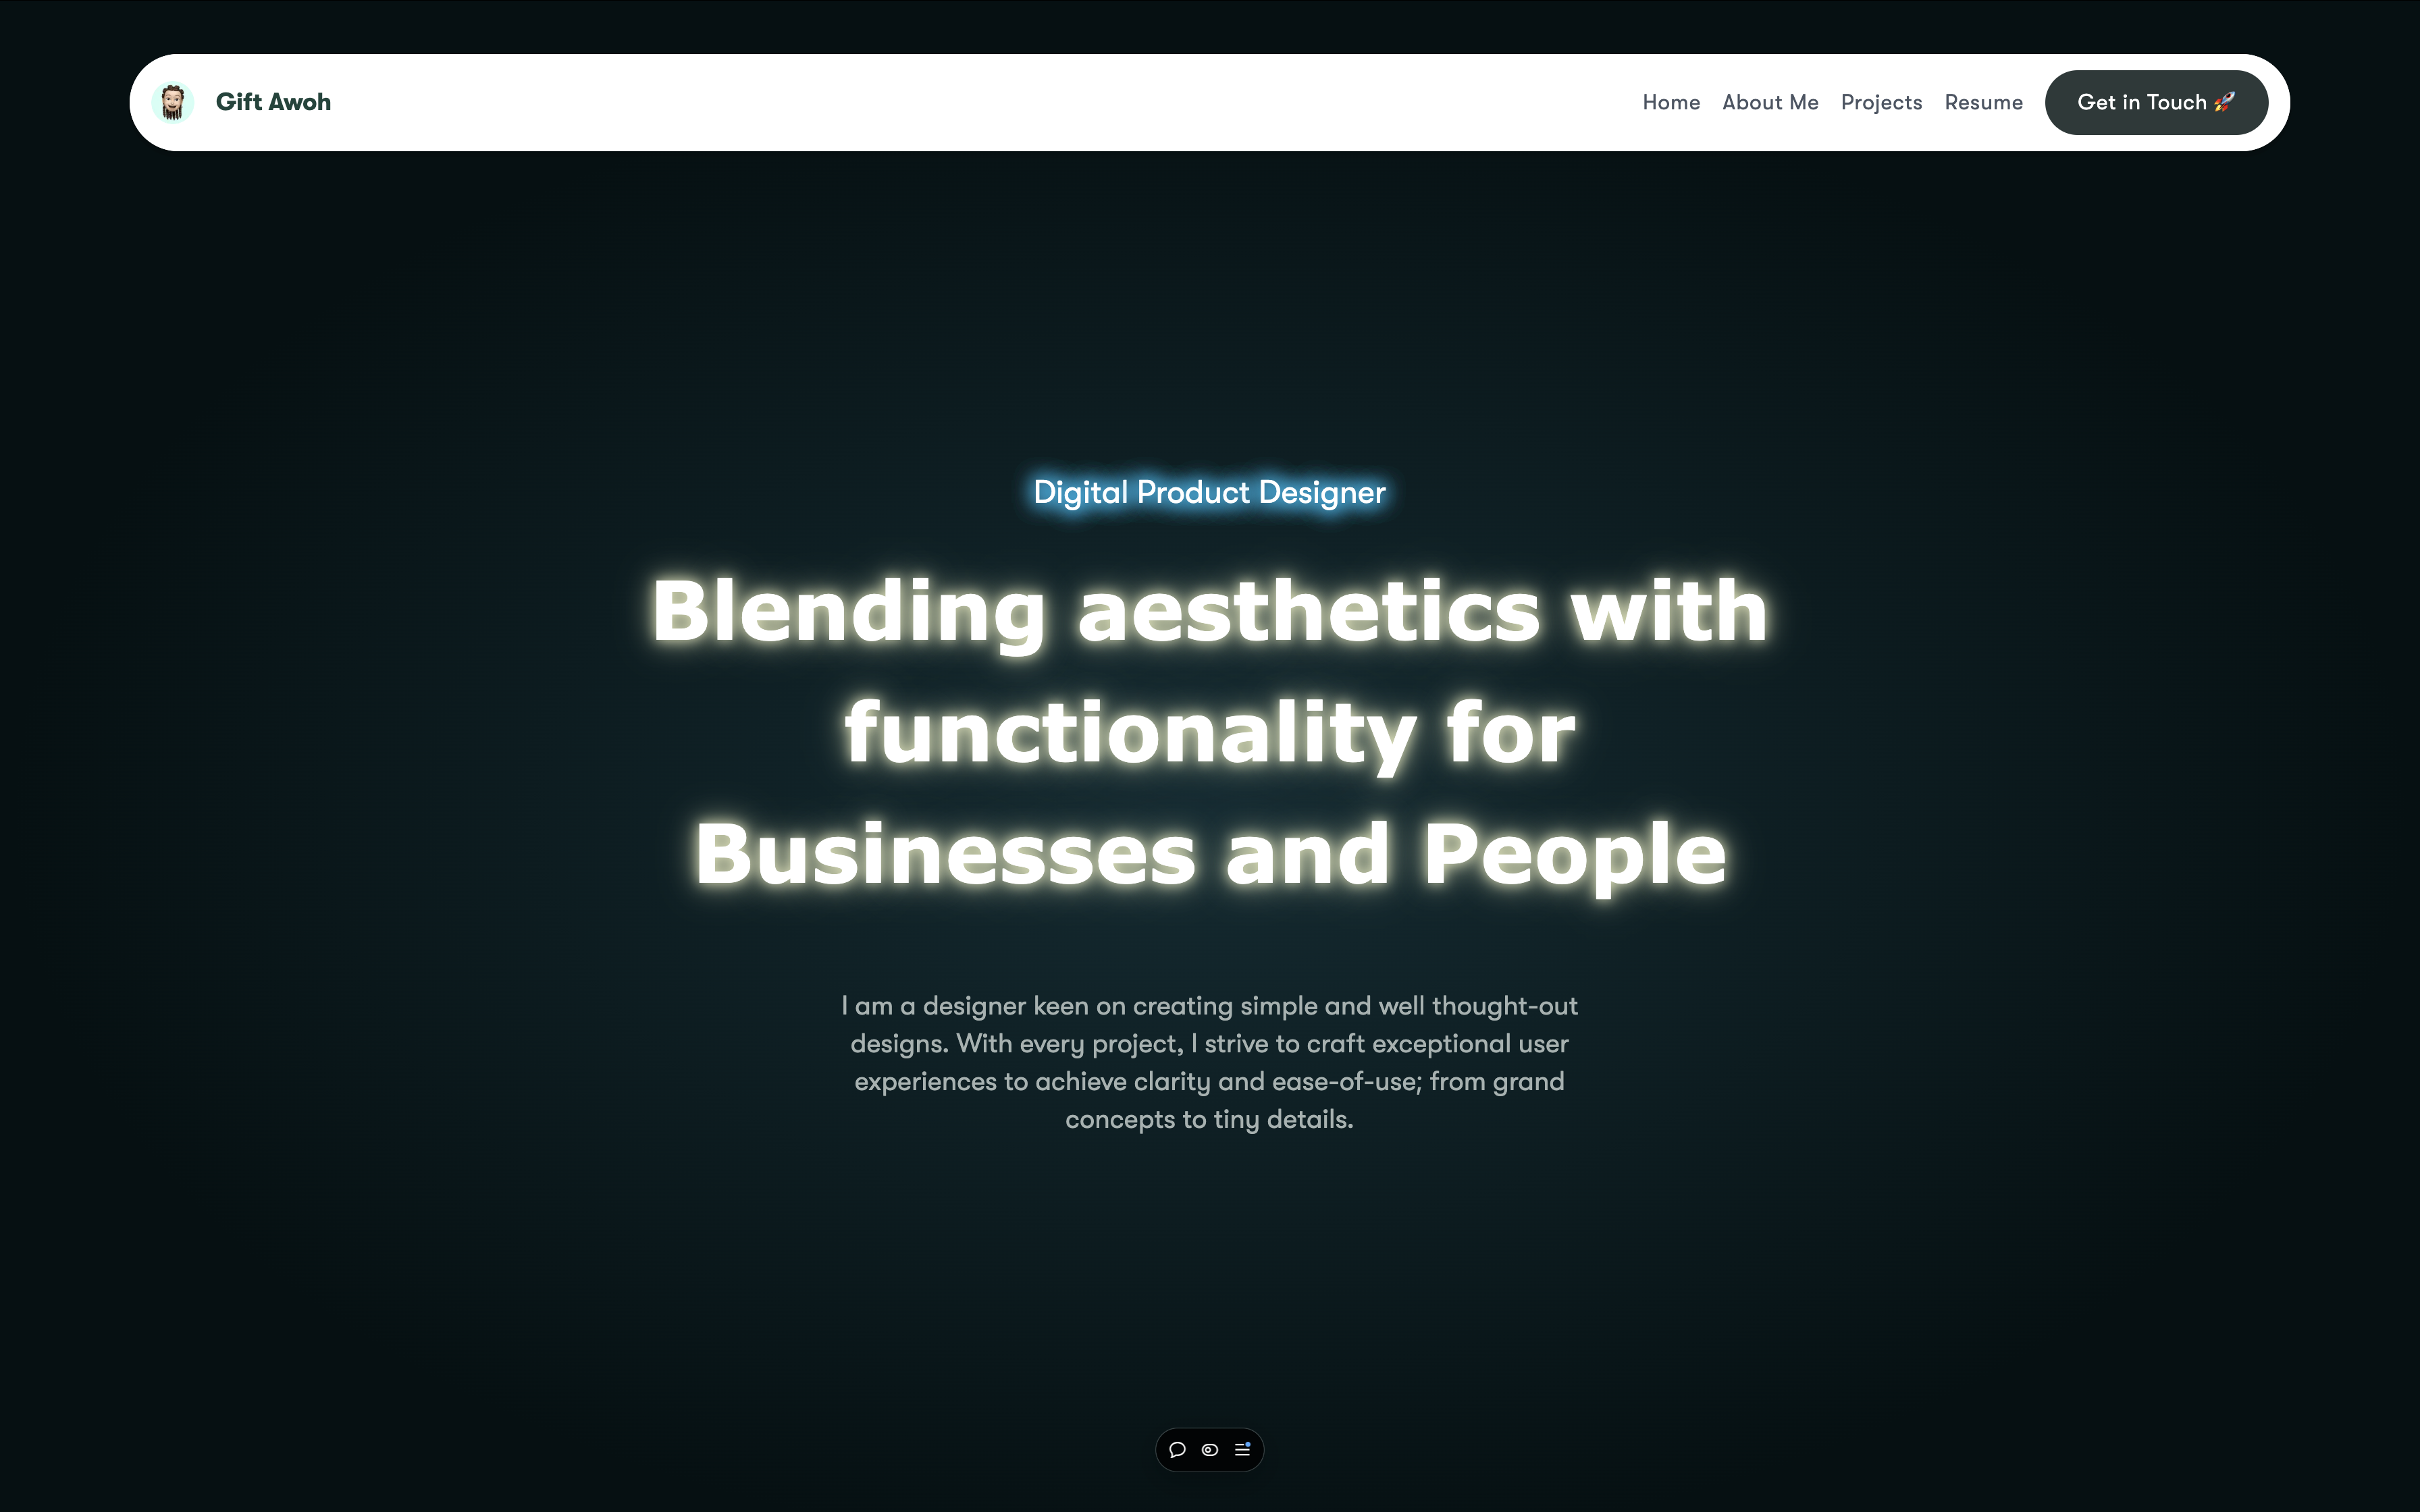 Gift Awoh
Home About Me Projects Resume Get in Touch 🚀
Digital Product Designer
Blending aesthetics with
functionality for
Businesses and People
I am a designer keen on creating simple and well thought-out
designs. With every project, I strive to craft exceptional user
experiences to achieve clarity and ease-of-use; from grand
concepts to tiny details.